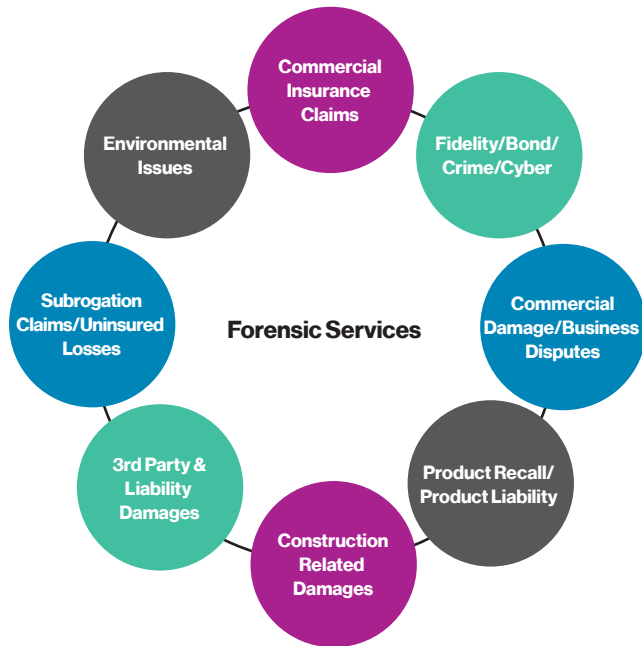 Commercial
Insurance
Claims
Fidelity/Bond/
Crime/Cyber
Commercial
Damage/Business
Disputes
Product Recall/
Product Liability
Construction
Related
Damages
3rd Party &
Liability
Damages
Subrogation
Claims/Uninsured
Losses
Environmental
Issues
Forensic Services